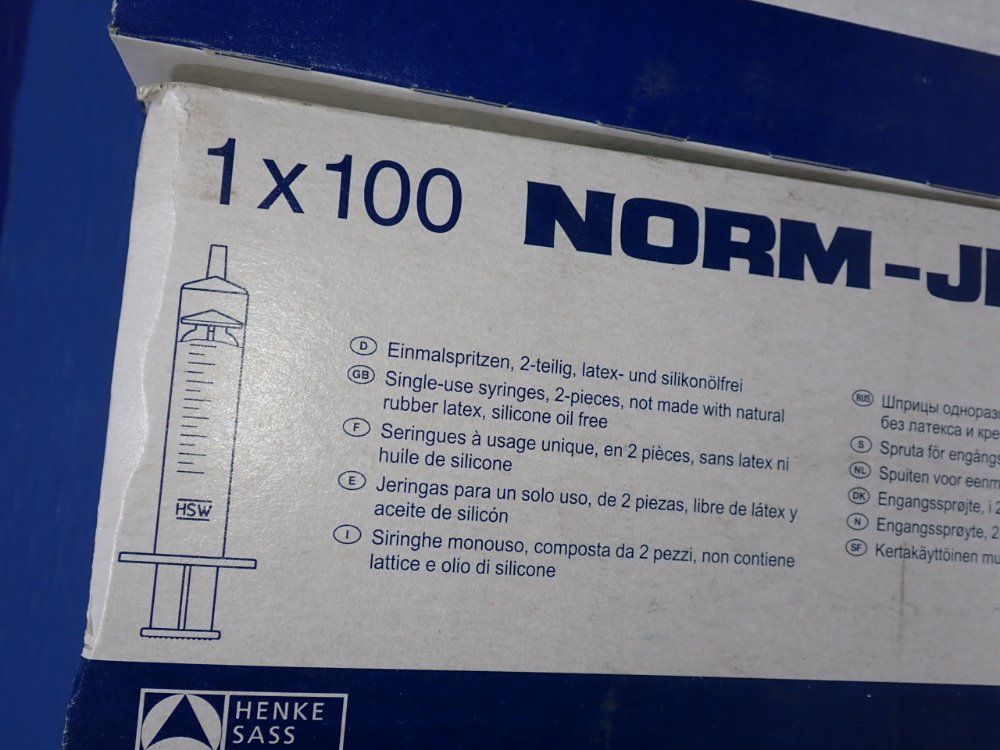 1 x 100 NORM-J
D Einmalspritzen, 2-teilig, latex- und silikonölfrei
GB Single-use syringes, 2-pieces, not made with natural
rubber latex, silicone oil free
F Seringues à usage unique, en 2 pièces, sans latex ni
huile de silicone
E Jeringas para un solo uso, de 2 piezas, libre de látex y
aceite de silicón
I Siringhe monouso, composta da 2 pezzi, non contiene
lattice e olio di silicone
RUS Шприцы однораз
без латекса и кре
S Spruta för engångs
NL Spuiten voor eenm
DK Engangssprøjte, i 2
N Engangssprøyte, 2
SF Kertakäyttöinen mu
HSW
HENKE
SASS